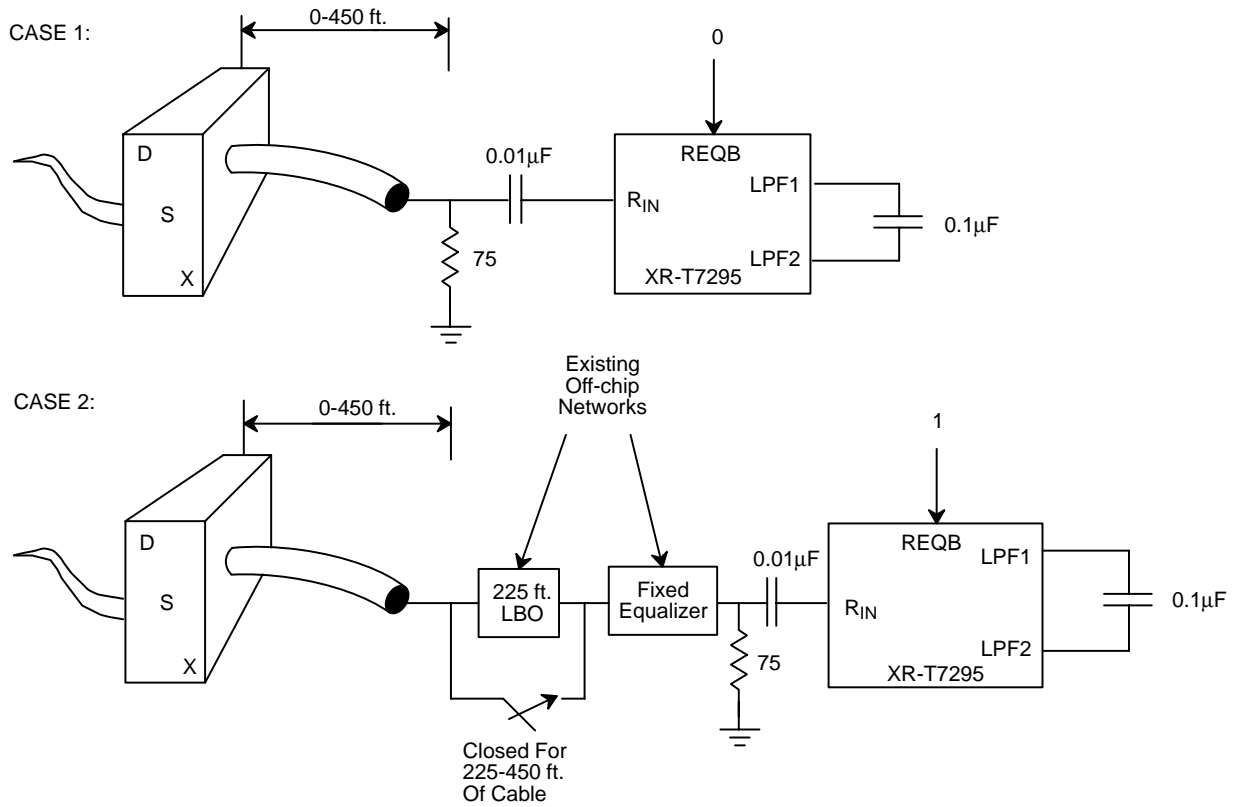 CASE 1:
0-450 ft.
0
D
S
X
0.01μF
75
REQB
RIN
LPF1
LPF2
XR-T7295
0.1μF
CASE 2:
0-450 ft.
Existing
Off-chip
Networks
1
D
S
X
225 ft.
LBO
Fixed
Equalizer
0.01μF
75
REQB
RIN
LPF1
LPF2
XR-T7295
0.1μF
Closed For
225-450 ft.
Of Cable